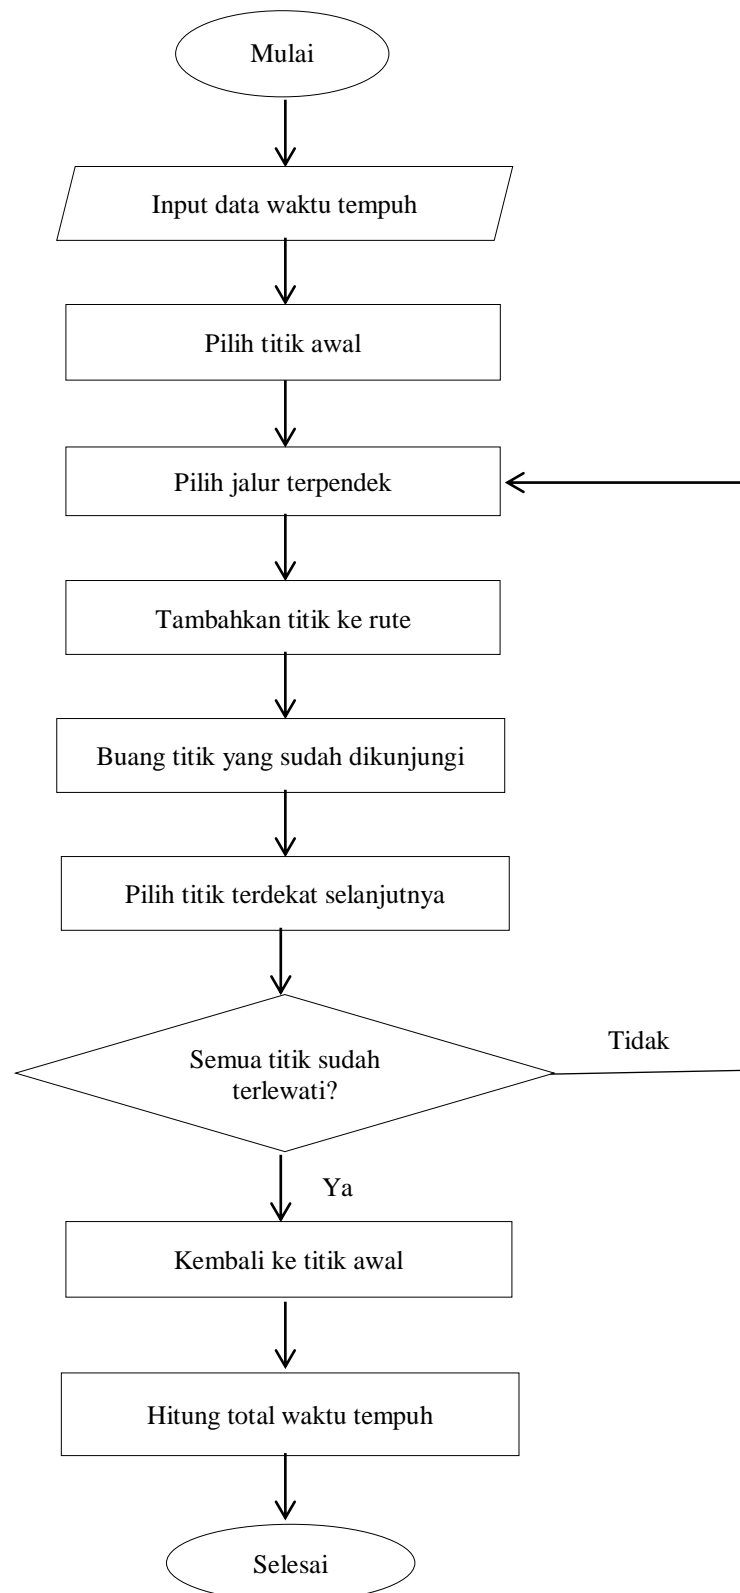 Mulai
Input data waktu tempuh
Pilih titik awal
Pilih jalur terpendek
Tambahkan titik ke rute
Buang titik yang sudah dikunjungi
Pilih titik terdekat selanjutnya
Tidak
Semua titik sudah
terlewati?
Ya
Kembali ke titik awal
Hitung total waktu tempuh
Selesai